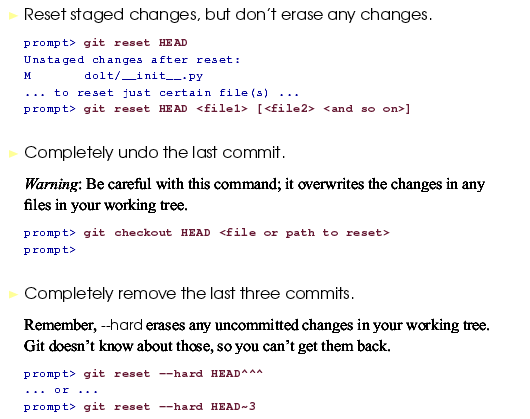 Reset staged changes, but don't erase any changes.
prompt> git reset HEAD
Unstaged changes after reset:
M dolt/__init__.py
... to reset just certain file(s) ...
prompt> git reset HEAD <file1> [<file2> <and so on>]
Completely undo the last commit.
Warning: Be careful with this command; it overwrites the changes in any
files in your working tree.
prompt> git checkout HEAD <file or path to reset>
prompt>
Completely remove the last three commits.
Remember, --hard erases any uncommitted changes in your working tree.
Git doesn't know about those, so you can't get them back.
prompt> git reset --hard HEAD^^^
... or ...
prompt> git reset --hard HEAD~3